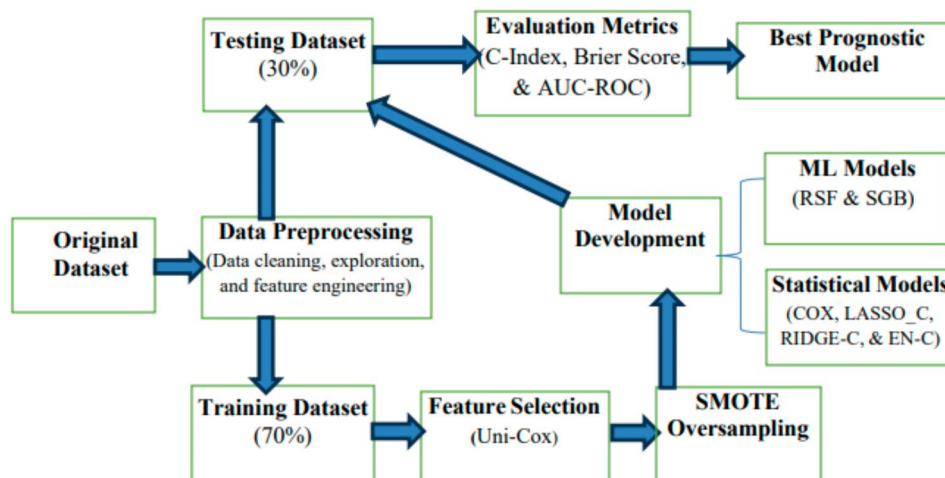 Testing Dataset
(30%)
Evaluation Metrics
(C-Index, Brier Score,
& AUC-ROC)
Best Prognostic
Model
ML Models
(RSF & SGB)
Model
Development
Original
Dataset
Data Preprocessing
(Data cleaning, exploration,
and feature engineering)
Statistical Models
(COX, LASSO_C,
RIDGE-C, & EN-C)
Training Dataset
(70%)
Feature Selection
(Uni-Cox)
SMOTE
Oversampling